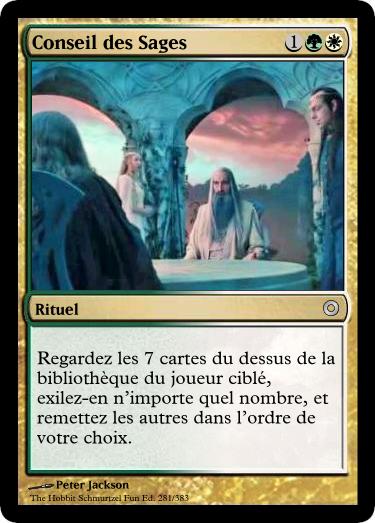 Conseil des Sages 1
Rituel
Regardez les 7 cartes du dessus de la
bibliothèque du joueur ciblé,
exilez-en n'importe quel nombre, et
remettez les autres dans l'ordre de
votre choix.
Peter Jackson
The Hobbit Schmurtzel Fun Ed. 281/383